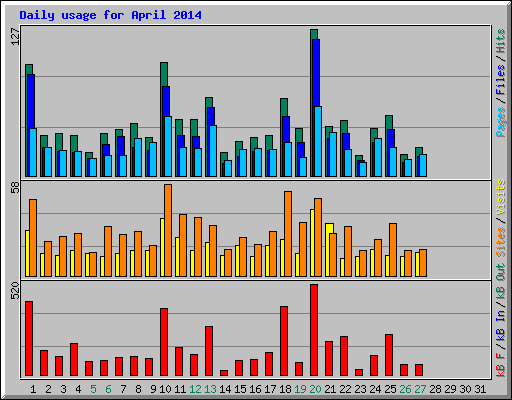 Daily usage for April 2014
127
58
520
Pages / Files / Hits
Sites / Visits
kB F / kB In / kB Out
1 2 3 4 5 6 7 8 9 10 11 12 13 14 15 16 17 18 19 20 21 22 23 24 25 26 27 28 29 30 31